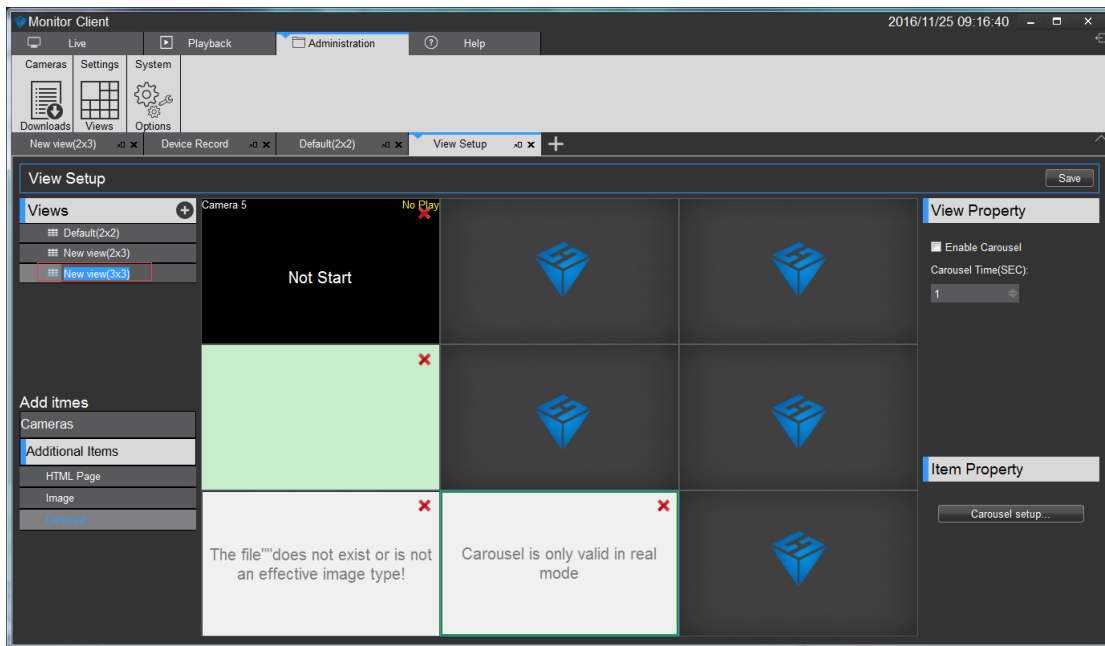 Monitor Client 2016/11/25 09:16:40
Live Playback Administration Help
Cameras Settings System
Downloads Views Options
New view(2x3) Device Record Default(2x2) View Setup
View Setup Save
Views
Default(2x2)
New view(2x3)
New view(3x3)
Camera 5 No Play
Not Start
View Property
Enable Carousel
Carousel Time(SEC):
1
Add itmes
Cameras
Additional Items
HTML Page
Image
Carousel
The file""does not exist or is not
an effective image type!
Carousel is only valid in real
mode
Item Property
Carousel setup...